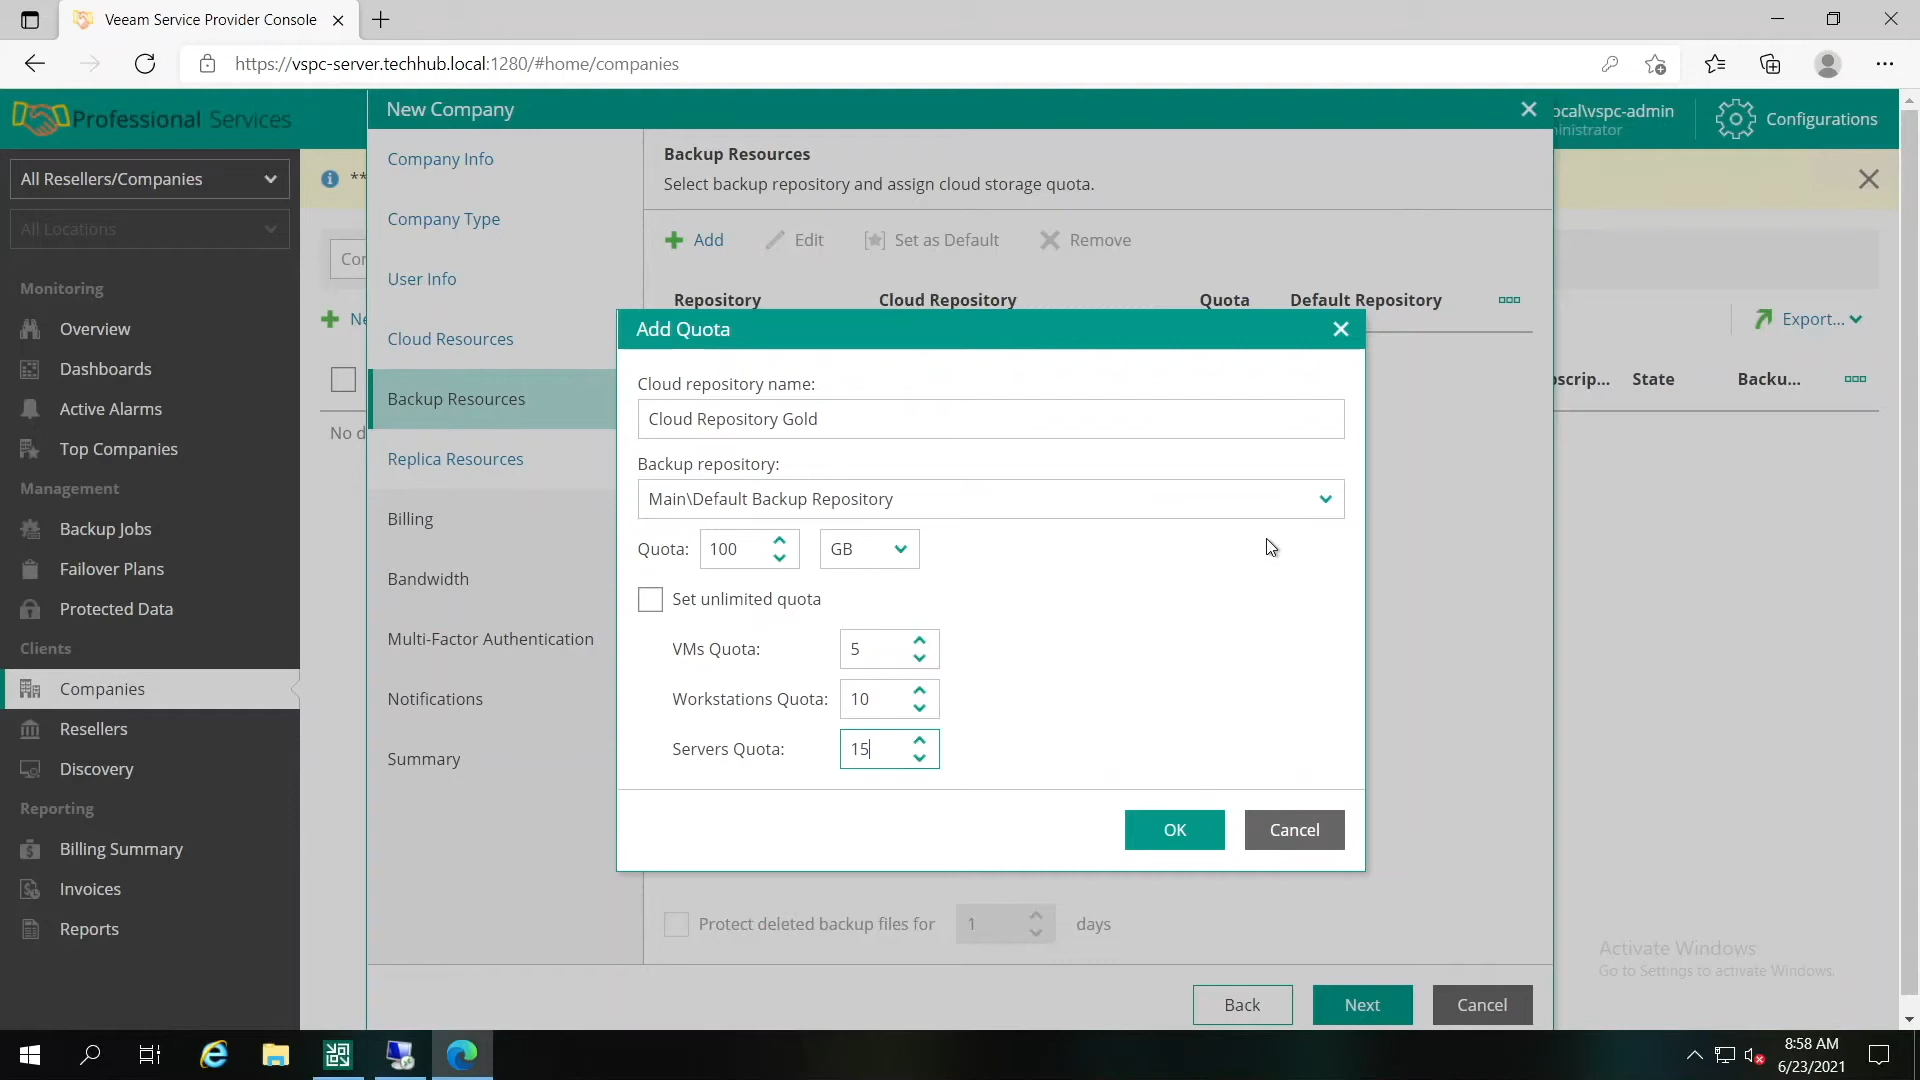 Veeam Service Provider Console
https://vspc-server.techhub.local:1280/#home/companies
Professional Services
New Company
ocal\vspc-admin
inistrator
Configurations
All Resellers/Companies
All Locations
Monitoring
Overview
Dashboards
Active Alarms
Top Companies
Management
Backup Jobs
Failover Plans
Protected Data
Clients
Companies
Resellers
Discovery
Reporting
Billing Summary
Invoices
Reports
**
Cor
Ne
No d
Company Info
Company Type
User Info
Cloud Resources
Backup Resources
Replica Resources
Billing
Bandwidth
Multi-Factor Authentication
Notifications
Summary
Backup Resources
Select backup repository and assign cloud storage quota.
Add Edit Set as Default Remove
Repository Cloud Repository Quota Default Repository
Add Quota
Cloud repository name:
Cloud Repository Gold
Backup repository:
Main\Default Backup Repository
Quota: 100 GB
Set unlimited quota
VMs Quota: 5
Workstations Quota: 10
Servers Quota: 15
OK Cancel
Protect deleted backup files for 1 days
Back Next Cancel
Export...
oscrip... State Backu...
Activate Windows
Go to Settings to activate Windows.
8:58 AM
6/23/2021